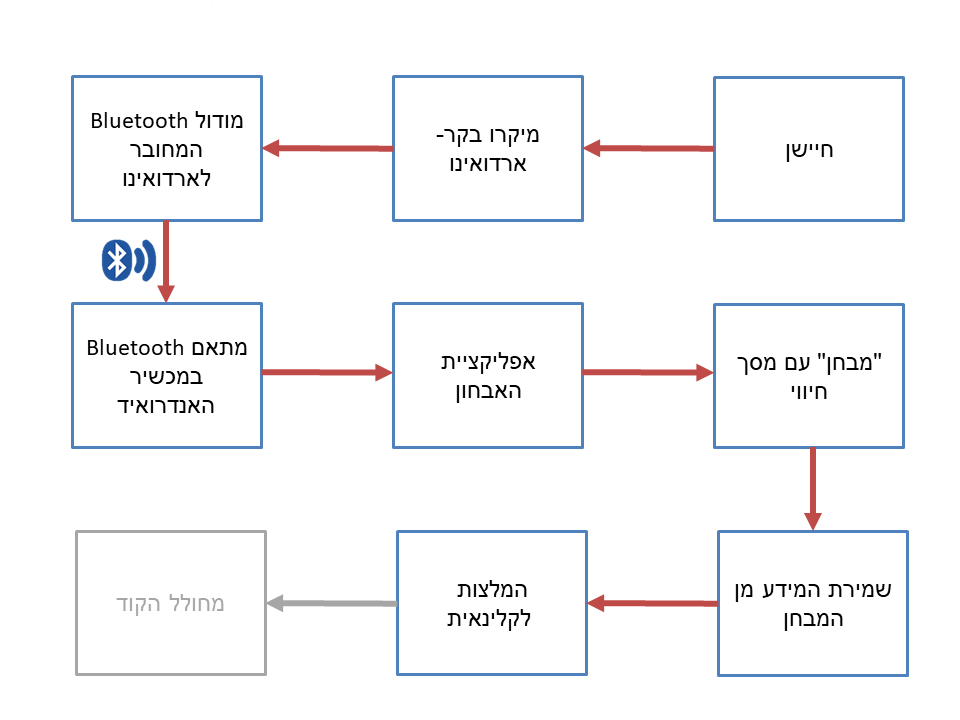 חיישן
מיקרו בקר-
ארדואינו
מודול Bluetooth
המחובר
לארדואינו
מתאם Bluetooth
במכשיר
האנדרואיד
אפליקציית
האבחון
"מבחן" עם מסך
חיווי
שמירת המידע מן
המבחן
המלצות
לקלינאית
מחולל הקוד